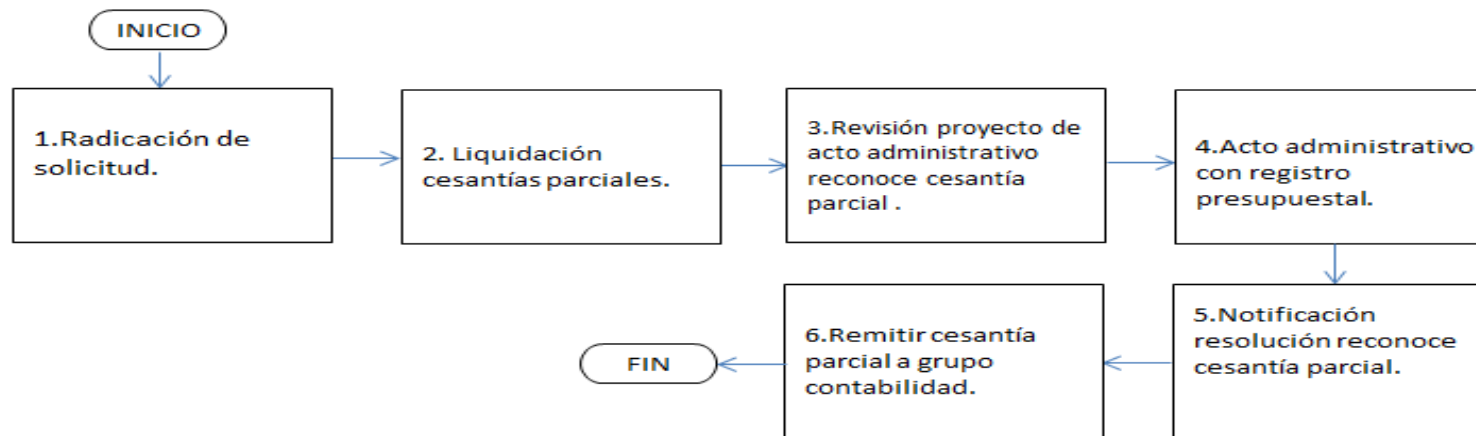 INICIO
1.Radicación de
solicitud.
2. Liquidación
cesantías parciales.
3.Revisión proyecto de
acto administrativo
reconoce cesantía
parcial .
4.Acto administrativo
con registro
presupuestal.
5.Notificación
resolución reconoce
cesantía parcial.
6.Remitir cesantía
parcial a grupo
contabilidad.
FIN